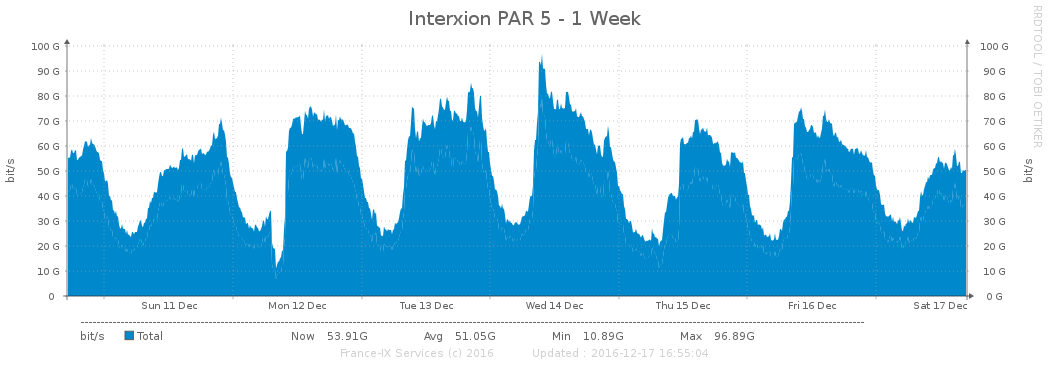 Interxion PAR 5 - 1 Week
RRDTOOL / TOBI OETIKER
bit/s
100 G
90 G
80 G
70 G
60 G
50 G
40 G
30 G
20 G
10 G
0
100 G
90 G
80 G
70 G
60 G
50 G
40 G
30 G
20 G
10 G
0 G
bit/s
Sun 11 Dec Mon 12 Dec Tue 13 Dec Wed 14 Dec Thu 15 Dec Fri 16 Dec Sat 17 Dec
bit/s Total Now 53.91G Avg 51.05G Min 10.89G Max 96.89G
France-IX Services (c) 2016 Updated : 2016-12-17 16:55:04